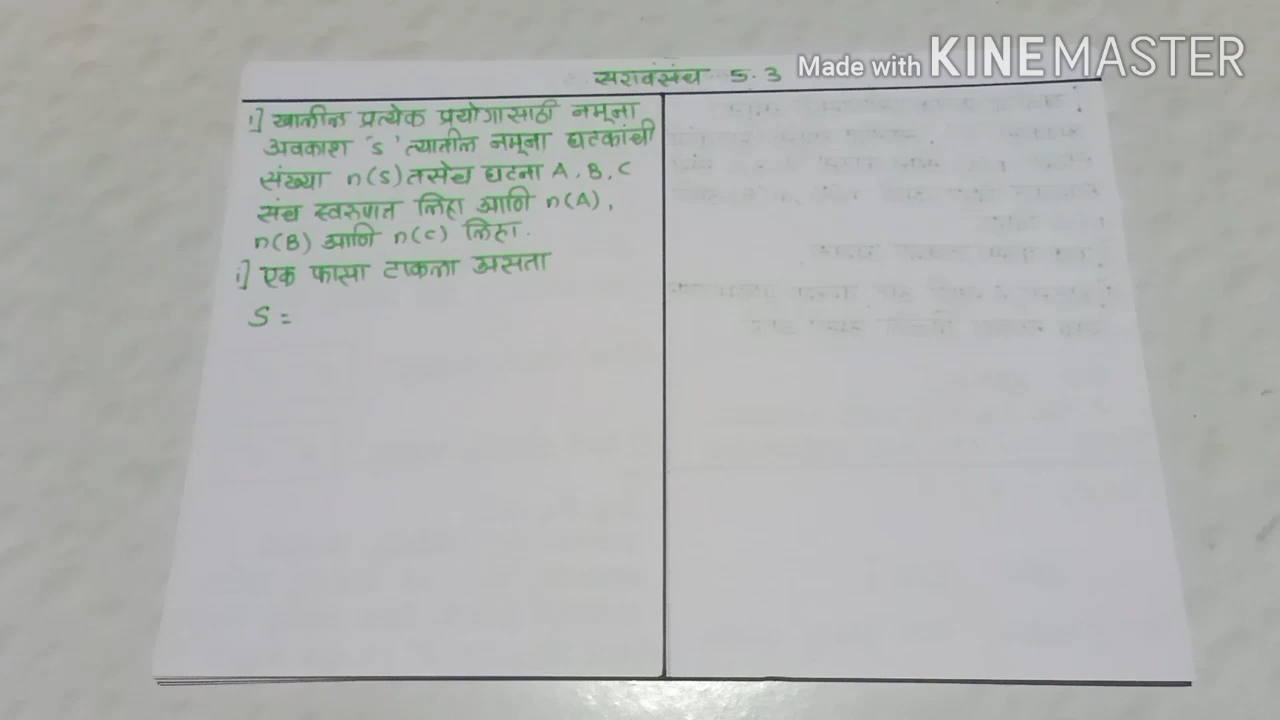 सरावसंच 5.3
Made with KINEMASTER
1] खालील प्रत्येक प्रयोगासाठी नमूना
अवकाश 'S' त्यातील नमूना घटकांची
संख्या n(S) तसेच घटना A, B, C
संच स्वरुपात लिहा आणि n(A),
n(B) आणि n(C) लिहा.
i] एक फासा टाकला असता
S =